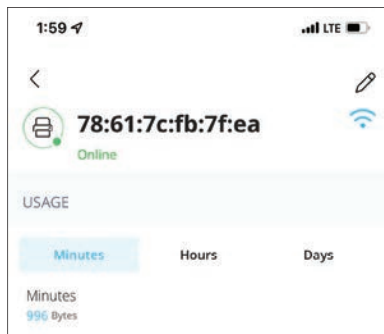 1:59 LTE
78:61:7c:fb:7f:ea
Online
USAGE
Minutes Hours Days
Minutes
996 Bytes